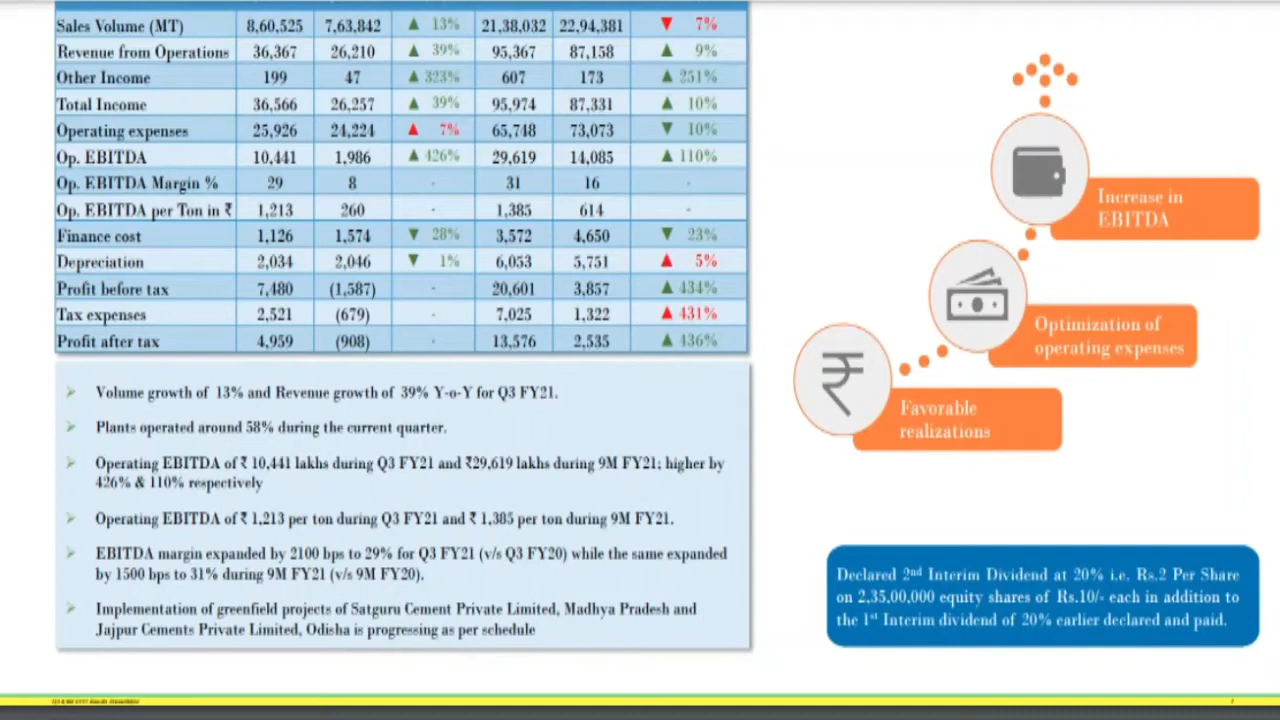 Sales Volume (MT) 8,60,525 7,63,842 ▲ 13% 21,38,032 22,94,381 ▼ 7%
Revenue from Operations 36,367 26,210 ▲ 39% 95,367 87,158 ▲ 9%
Other Income 199 47 ▲ 323% 607 173 ▲ 251%
Total Income 36,566 26,257 ▲ 39% 95,974 87,331 ▲ 10%
Operating expenses 25,926 24,224 ▲ 7% 65,748 73,073 ▼ 10%
Op. EBITDA 10,441 1,986 ▲ 426% 29,619 14,085 ▲ 110%
Op. EBITDA Margin % 29 8 - 31 16 -
Op. EBITDA per Ton in ₹ 1,213 260 - 1,385 614 -
Finance cost 1,126 1,574 ▼ 28% 3,572 4,650 ▼ 23%
Depreciation 2,034 2,046 ▼ 1% 6,053 5,751 ▲ 5%
Profit before tax 7,480 (1,587) - 20,601 3,857 ▲ 434%
Tax expenses 2,521 (679) - 7,025 1,322 ▲ 431%
Profit after tax 4,959 (908) - 13,576 2,535 ▲ 436%
Volume growth of 13% and Revenue growth of 39% Y-o-Y for Q3 FY21.
Plants operated around 58% during the current quarter.
Operating EBITDA of ₹ 10,441 lakhs during Q3 FY21 and ₹29,619 lakhs during 9M FY21; higher by
426% & 110% respectively
Operating EBITDA of ₹ 1,213 per ton during Q3 FY21 and ₹ 1,385 per ton during 9M FY21.
EBITDA margin expanded by 2100 bps to 29% for Q3 FY21 (v/s Q3 FY20) while the same expanded
by 1500 bps to 31% during 9M FY21 (v/s 9M FY20).
Implementation of greenfield projects of Satguru Cement Private Limited, Madhya Pradesh and
Jajpur Cements Private Limited, Odisha is progressing as per schedule
Increase in
EBITDA
Optimization of
operating expenses
₹
Favorable
realizations
Declared 2nd Interim Dividend at 20% i.e. Rs.2 Per Share
on 2,35,00,000 equity shares of Rs.10/- each in addition to
the 1st Interim dividend of 20% earlier declared and paid.